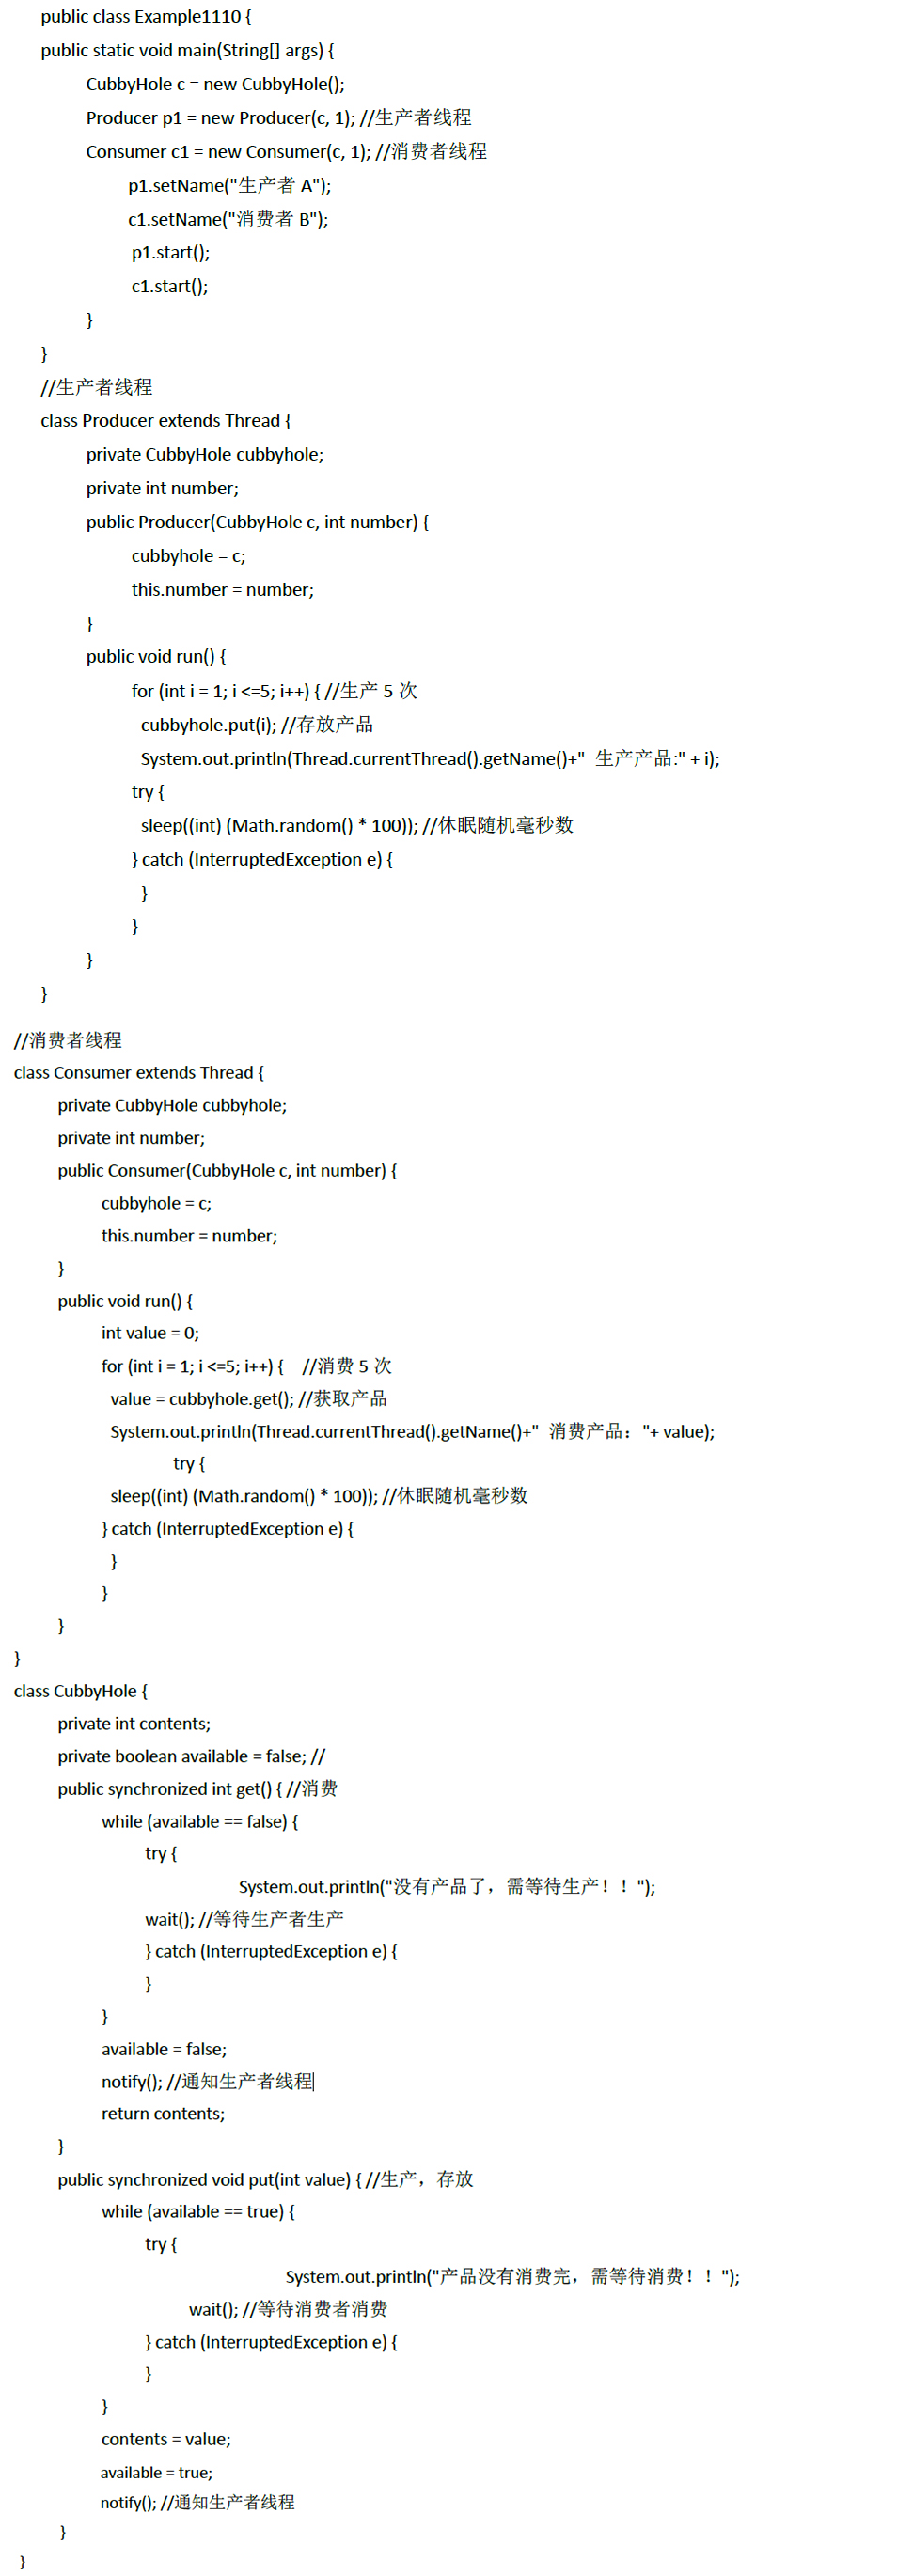 public class Example1110 {
public static void main(String[] args) {
CubbyHole c = new CubbyHole();
Producer p1 = new Producer(c, 1); //生产者线程
Consumer c1 = new Consumer(c, 1); //消费者线程
p1.setName("生产者 A");
c1.setName("消费者 B");
p1.start();
c1.start();
}
}
//生产者线程
class Producer extends Thread {
private CubbyHole cubbyhole;
private int number;
public Producer(CubbyHole c, int number) {
cubbyhole = c;
this.number = number;
}
public void run() {
for (int i = 1; i <=5; i++) { //生产 5 次
cubbyhole.put(i); //存放产品
System.out.println(Thread.currentThread().getName()+" 生产产品:" + i);
try {
sleep((int) (Math.random() * 100)); //休眠随机毫秒数
} catch (InterruptedException e) {
}
}
}
}
//消费者线程
class Consumer extends Thread {
private CubbyHole cubbyhole;
private int number;
public Consumer(CubbyHole c, int number) {
cubbyhole = c;
this.number = number;
}
public void run() {
int value = 0;
for (int i = 1; i <=5; i++) { //消费 5 次
value = cubbyhole.get(); //获取产品
System.out.println(Thread.currentThread().getName()+" 消费产品："+ value);
try {
sleep((int) (Math.random() * 100)); //休眠随机毫秒数
} catch (InterruptedException e) {
}
}
}
}
class CubbyHole {
private int contents;
private boolean available = false; //
public synchronized int get() { //消费
while (available == false) {
try {
System.out.println("没有产品了，需等待生产！！");
wait(); //等待生产者生产
} catch (InterruptedException e) {
}
}
available = false;
notify(); //通知生产者线程
return contents;
}
public synchronized void put(int value) { //生产，存放
while (available == true) {
try {
System.out.println("产品没有消费完，需等待消费！！");
wait(); //等待消费者消费
} catch (InterruptedException e) {
}
}
contents = value;
available = true;
notify(); //通知生产者线程
}
}